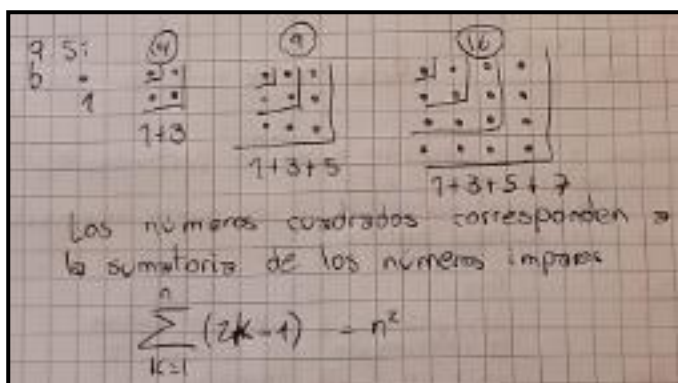 a Si
b
1
4
1+3
9
1+3+5
16
1+3+5+7
Los números cuadrados corresponden a
la sumatoria de los números impares
n
∑ (2k-1) = n²
k=1